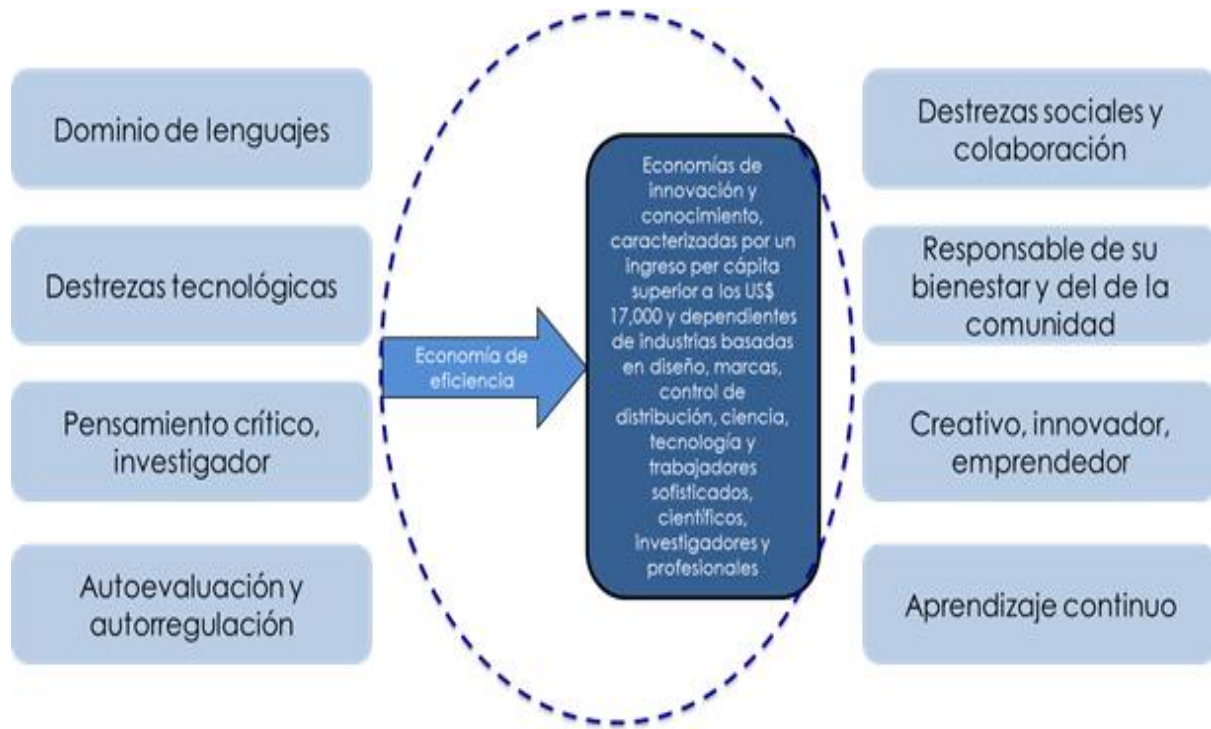 Dominio de lenguajes
Destrezas tecnológicas
Pensamiento crítico,
investigador
Autoevaluación y
autorregulación
Economía de
eficiencia
Economías de
innovación y
conocimiento,
caracterizadas por un
ingreso per cápita
superior a los US$
17,000 y dependientes
de industrias basadas
en diseño, marcas,
control de
distribución, ciencia,
tecnología y
trabajadores
sofisticados,
científicos,
investigadores y
profesionales
Destrezas sociales y
colaboración
Responsable de su
bienestar y del de la
comunidad
Creativo, innovador,
emprendedor
Aprendizaje continuo